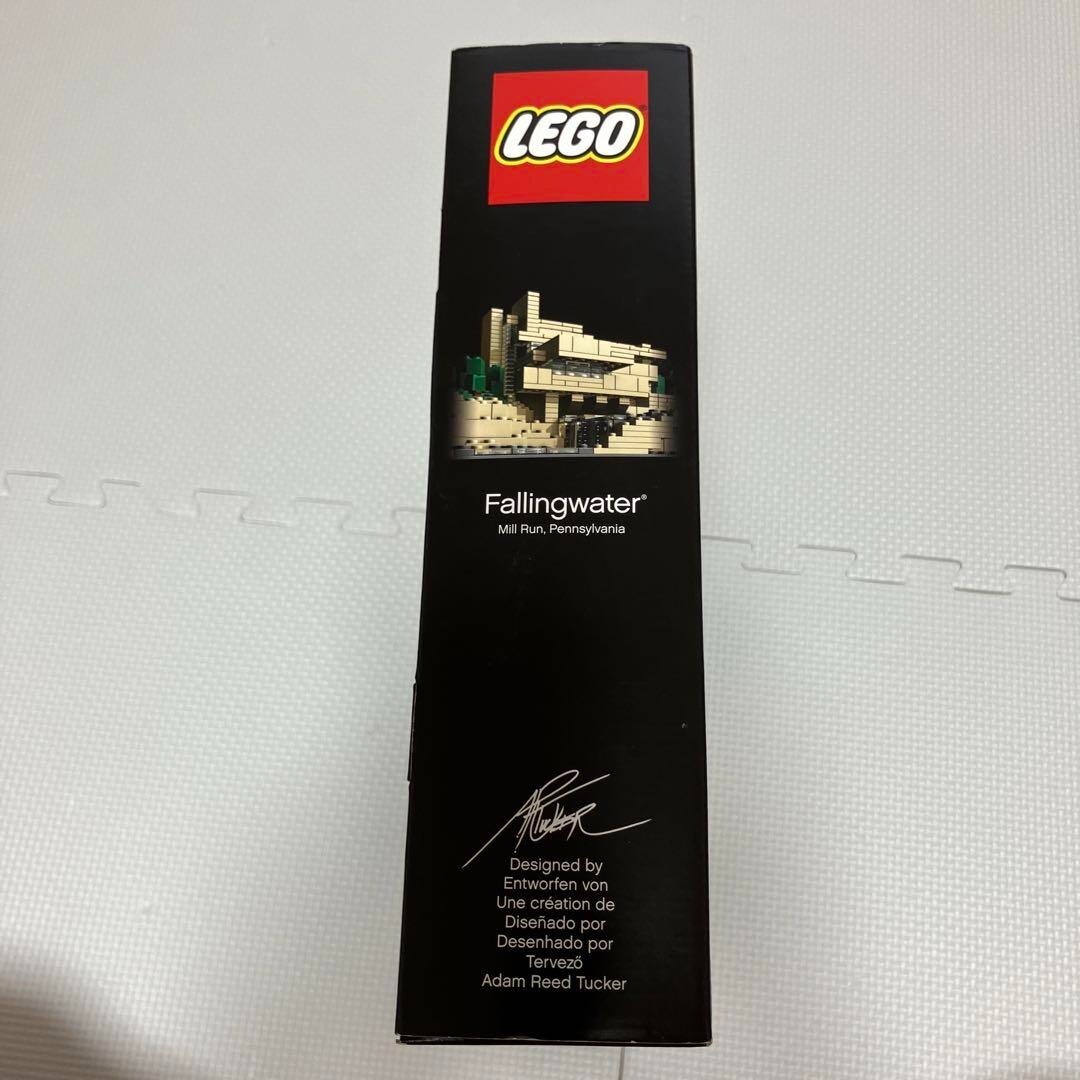 LEGO®
Fallingwater®
Mill Run, Pennsylvania
ARTucker
Designed by
Entworfen von
Une création de
Diseñado por
Desenhado por
Tervező
Adam Reed Tucker